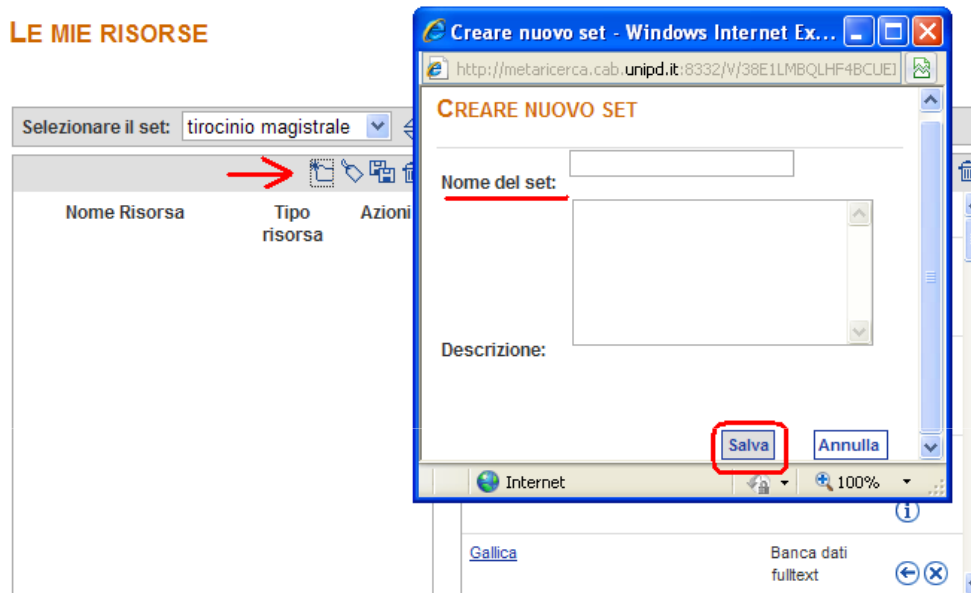 LE MIE RISORSE
Selezionare il set: tirocinio magistrale
Nome Risorsa Tipo risorsa Azioni
Creare nuovo set - Windows Internet Ex...
http://metaricerca.cab.unipd.it:8332/V/38E1LMBQLHF4BCUEI
CREARE NUOVO SET
Nome del set:
Descrizione:
Salva Annulla
Internet 100%
Gallica Banca dati
fulltext